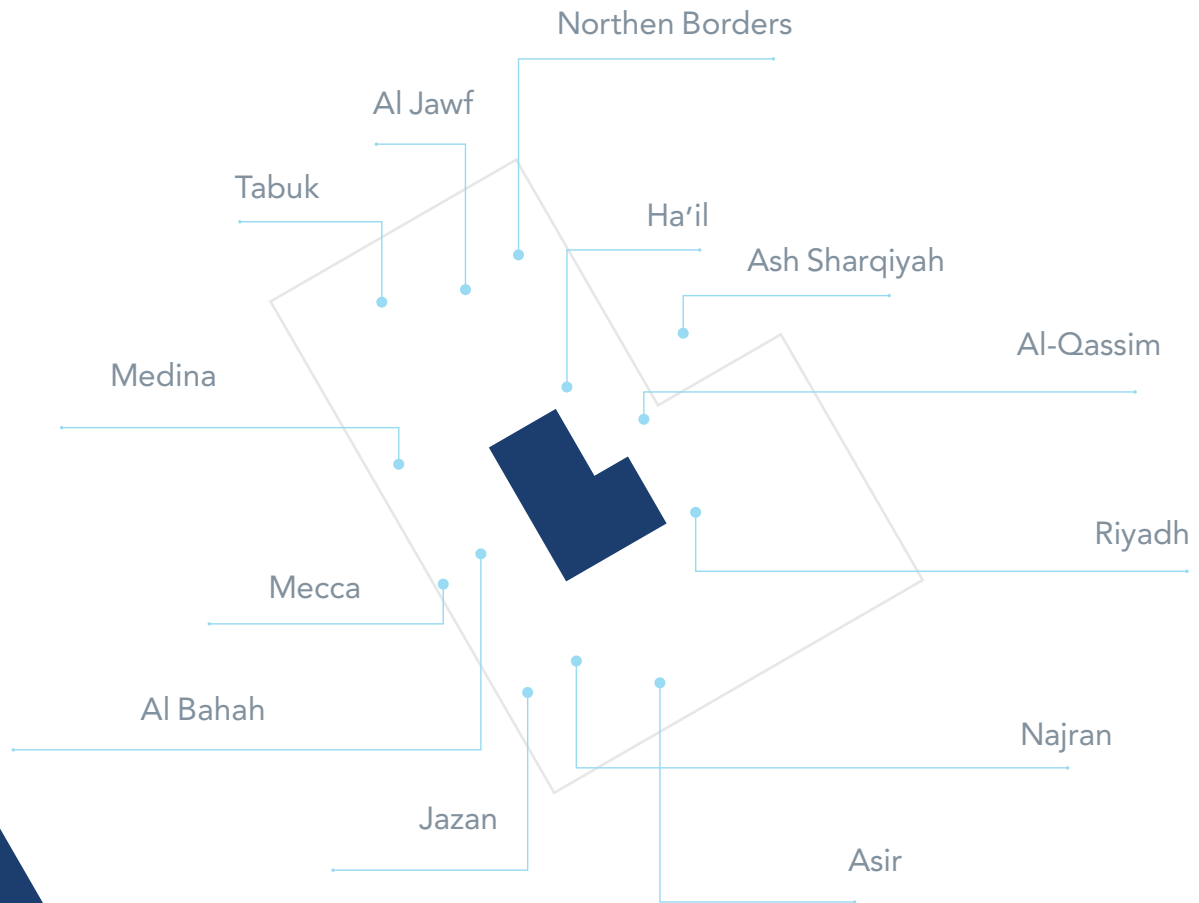 Northen Borders
Al Jawf
Tabuk
Ha'il
Ash Sharqiyah
Al-Qassim
Medina
Riyadh
Mecca
Al Bahah
Najran
Jazan
Asir